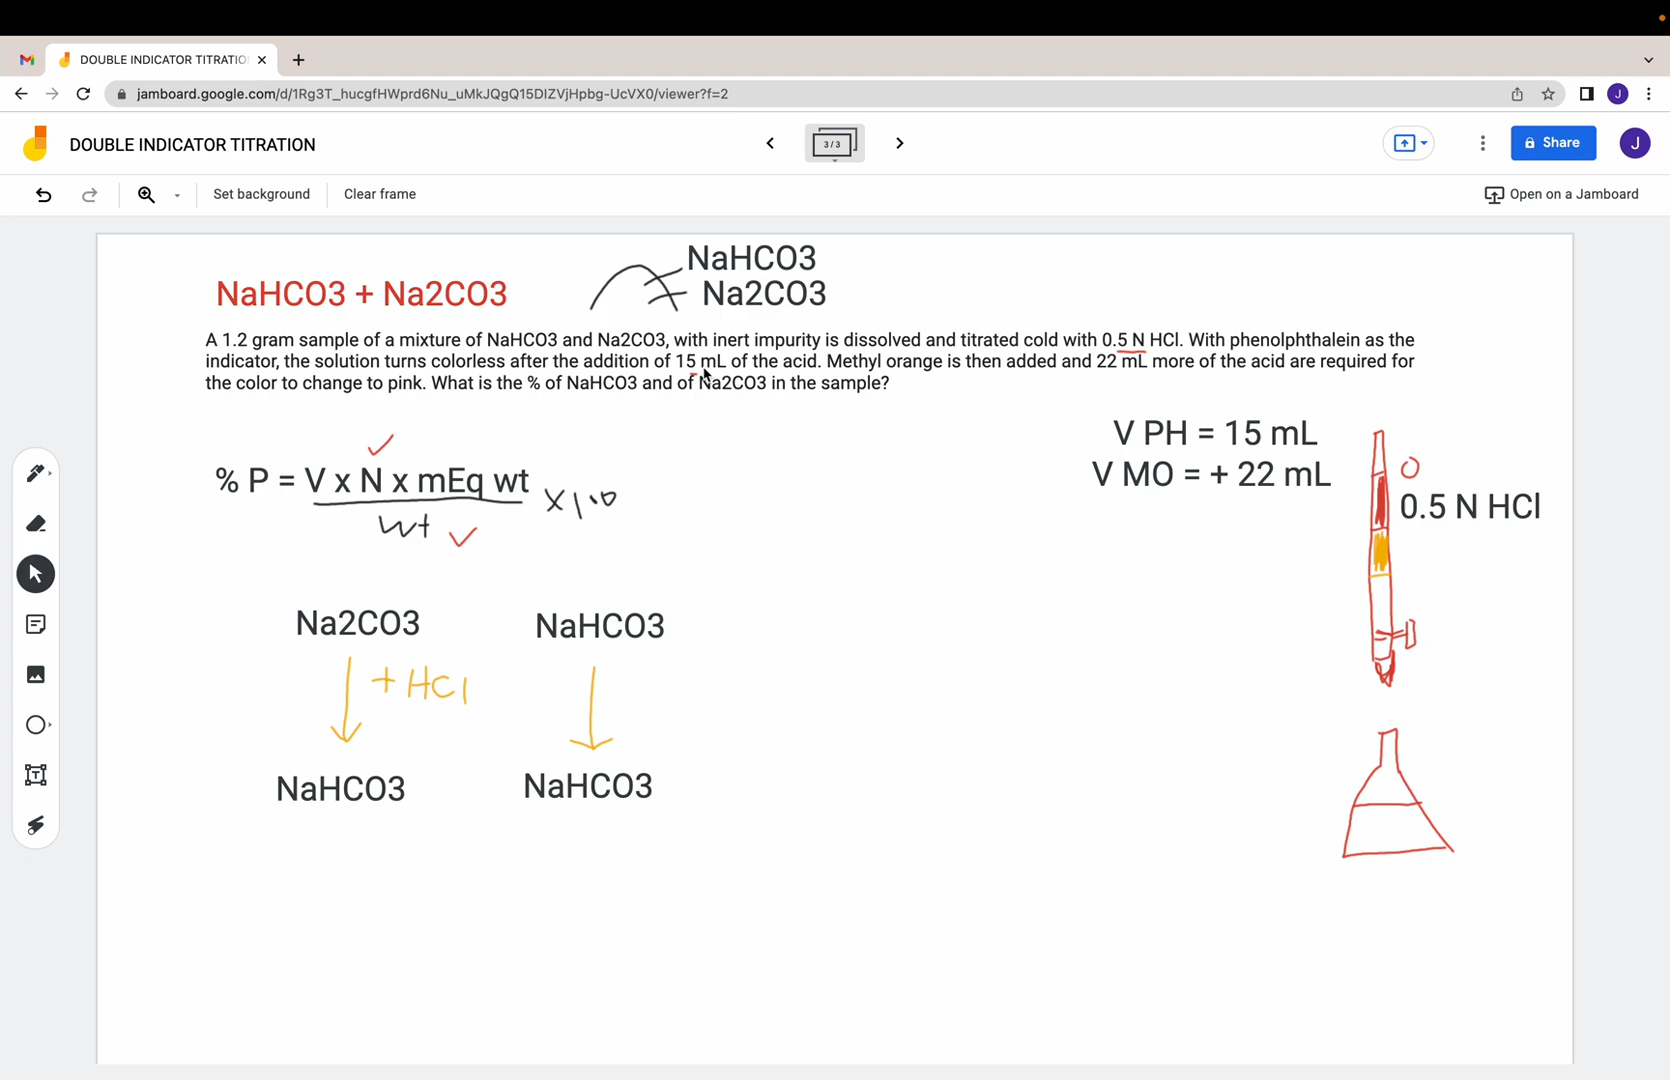 DOUBLE INDICATOR TITRATIO
jamboard.google.com/d/1Rg3T_hucgfHWprd6Nu_uMkJQgQ15DIZVjHpbg-UcVX0/viewer?f=2
J
DOUBLE INDICATOR TITRATION
3 / 3
Share
J
Set background
Clear frame
Open on a Jamboard
NaHCO3
NaHCO3 + Na2CO3
Na2CO3
A 1.2 gram sample of a mixture of NaHCO3 and Na2CO3, with inert impurity is dissolved and titrated cold with 0.5 N HCl. With phenolphthalein as the
indicator, the solution turns colorless after the addition of 15 mL of the acid. Methyl orange is then added and 22 mL more of the acid are required for
the color to change to pink. What is the % of NaHCO3 and of Na2CO3 in the sample?
V PH = 15 mL
V MO = + 22 mL
0
0.5 N HCl
% P = V x N x mEq wt
x 100
wt
Na2CO3
NaHCO3
+ HCl
NaHCO3
NaHCO3